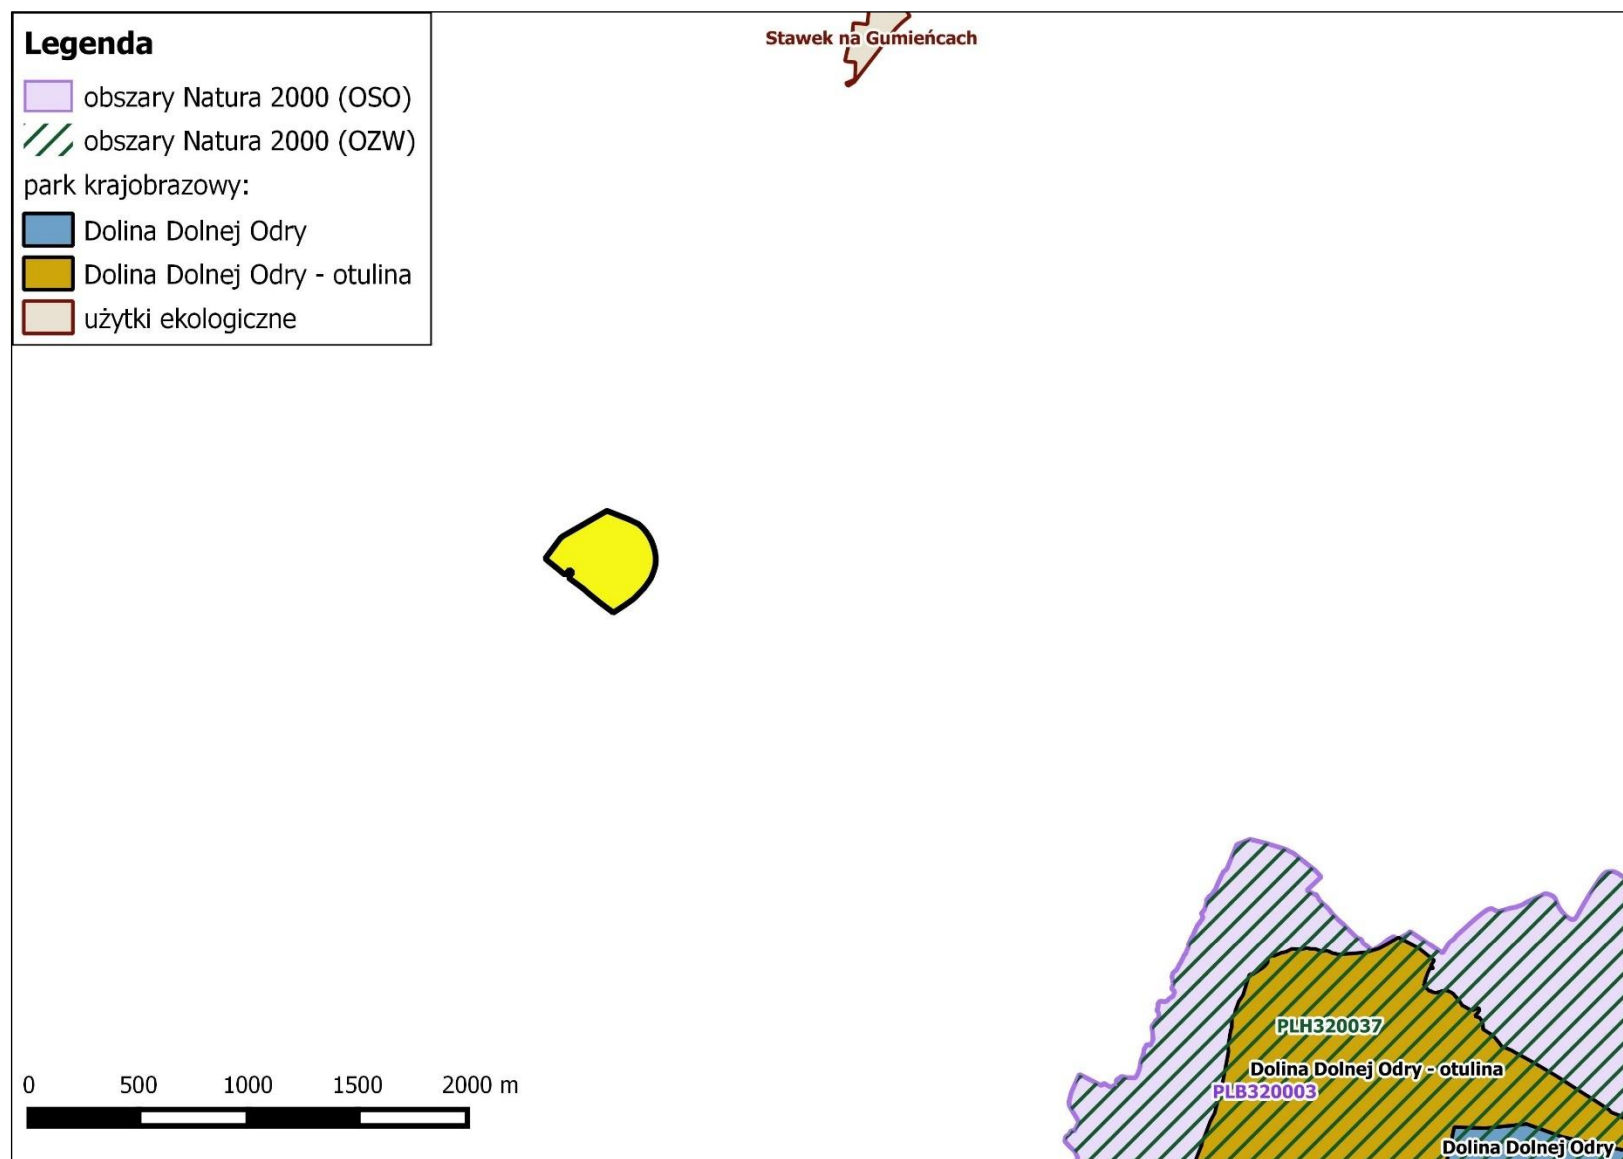 Legenda
obszary Natura 2000 (OSO)
obszary Natura 2000 (OZW)
park krajobrazowy:
Dolina Dolnej Odry
Dolina Dolnej Odry - otulina
użytki ekologiczne
Stawek na Gumieńcach
PLH320037
Dolina Dolnej Odry - otulina
PLB320003
Dolina Dolnej Odry
0 500 1000 1500 2000 m